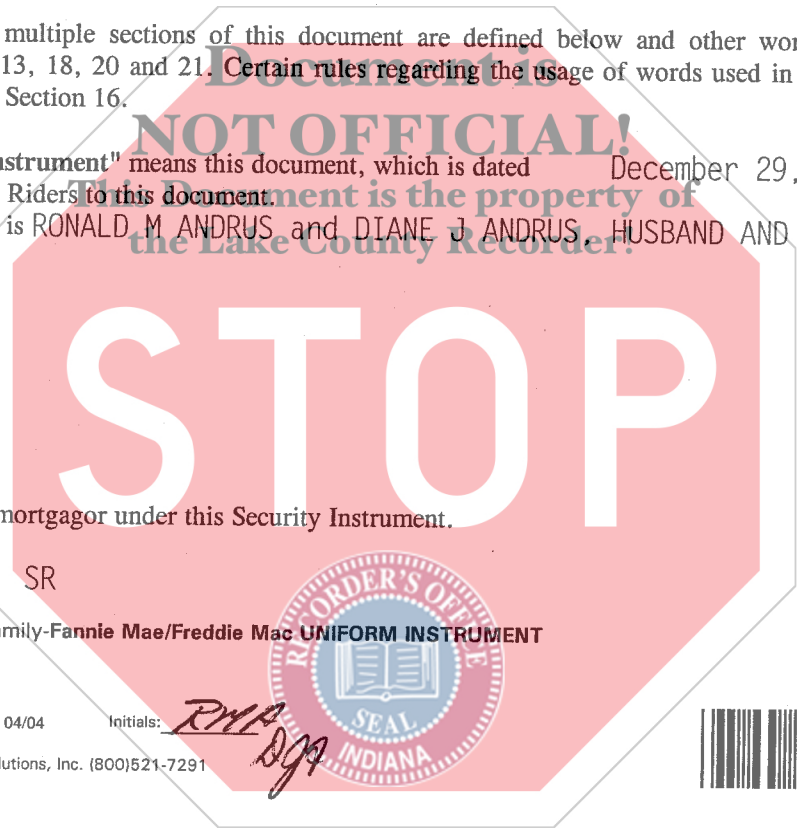 multiple sections of this document are defined below and other wor
13, 18, 20 and 21. Certain rules regarding the usage of words used in
Section 16.
Document is
NOT OFFICIAL!
This Document is the property of
the Lake County Recorder!
nstrument" means this document, which is dated December 29,
Riders to this document.
is RONALD M ANDRUS and DIANE J ANDRUS, HUSBAND AND
STOP
mortgagor under this Security Instrument.
SR
mily-Fannie Mae/Freddie Mac UNIFORM INSTRUMENT
RECORDER'S OFFICE
SEAL
INDIANA
04/04 Initials: RMA
DJA
lutions, Inc. (800)521-7291